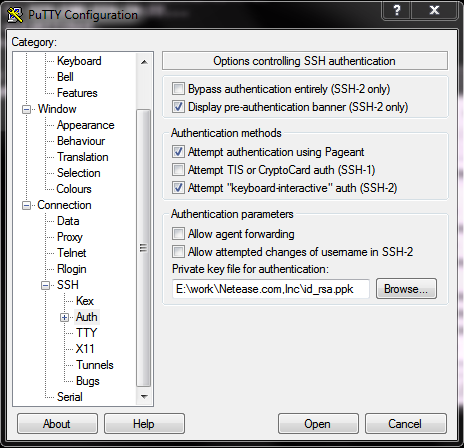 PuTTY Configuration
?
Category:
Keyboard
Bell
Features
Window
Appearance
Behaviour
Translation
Selection
Colours
Connection
Data
Proxy
Telnet
Rlogin
SSH
Kex
Auth
TTY
X11
Tunnels
Bugs
Serial
Options controlling SSH authentication
Bypass authentication entirely (SSH-2 only)
Display pre-authentication banner (SSH-2 only)
Authentication methods
Attempt authentication using Pageant
Attempt TIS or CryptoCard auth (SSH-1)
Attempt "keyboard-interactive" auth (SSH-2)
Authentication parameters
Allow agent forwarding
Allow attempted changes of username in SSH-2
Private key file for authentication:
E:\work\Netease.com,Inc\id_rsa.ppk
Browse...
About
Help
Open
Cancel